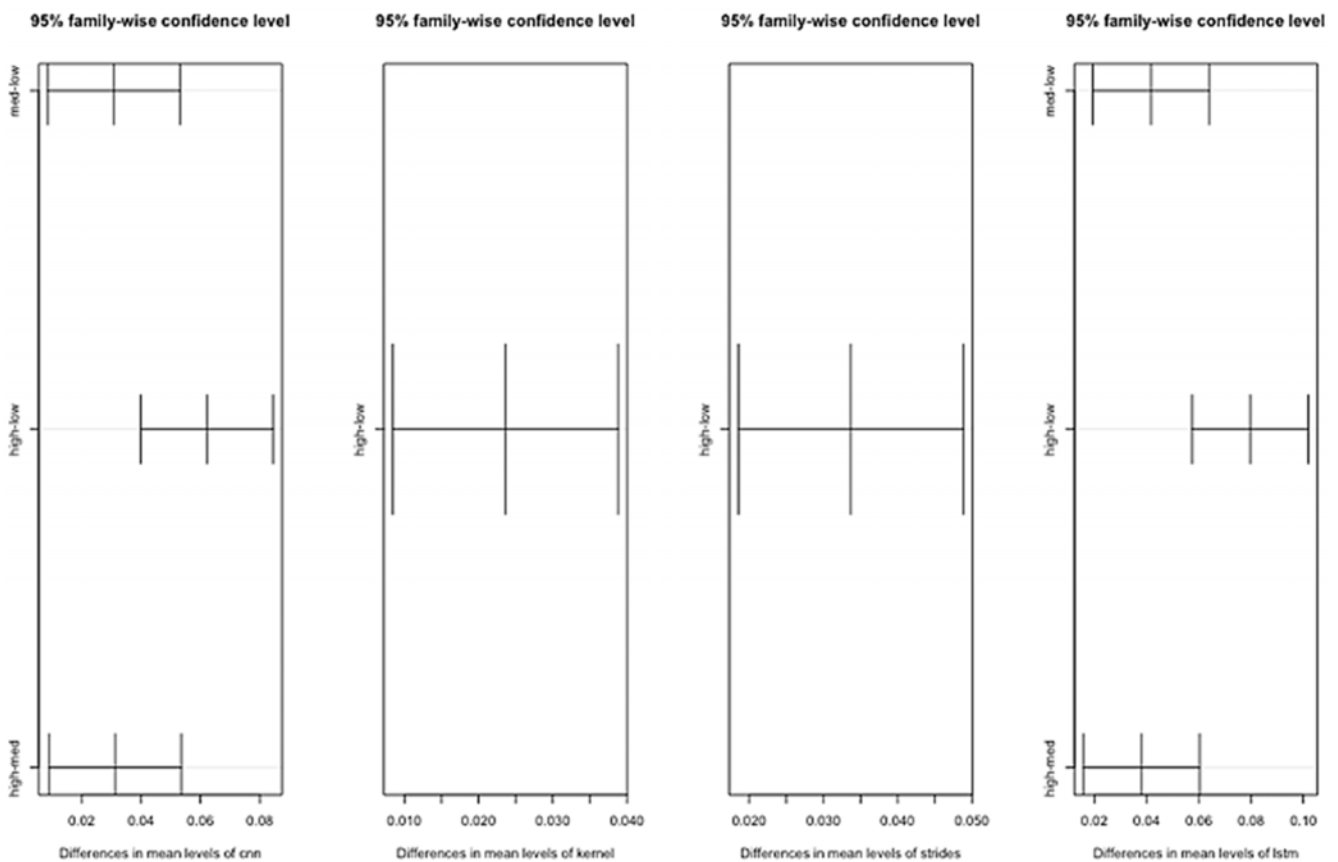 95% family-wise confidence level
med-low
high-low
high-med
0.02 0.04 0.06 0.08
Differences in mean levels of cnn
95% family-wise confidence level
high-low
0.010 0.020 0.030 0.040
Differences in mean levels of kernel
95% family-wise confidence level
high-low
0.020 0.030 0.040 0.050
Differences in mean levels of strides
95% family-wise confidence level
med-low
high-low
high-med
0.02 0.04 0.06 0.08 0.10
Differences in mean levels of lstm